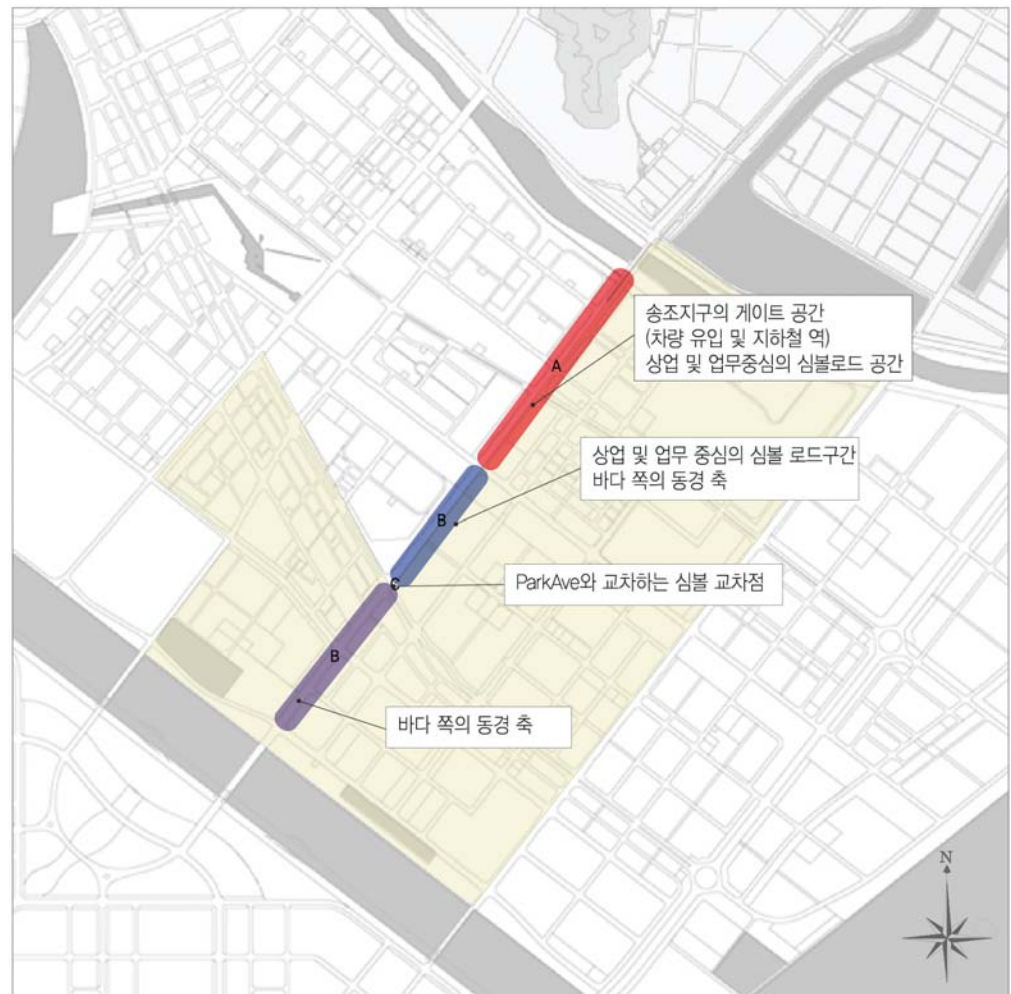 송조지구의 게이트 공간
(차량 유입 및 지하철 역)
상업 및 업무중심의 심볼로드 공간
A
상업 및 업무 중심의 심볼 로드구간
바다 쪽의 동경 축
B
C
ParkAve와 교차하는 심볼 교차점
B
바다 쪽의 동경 축
N